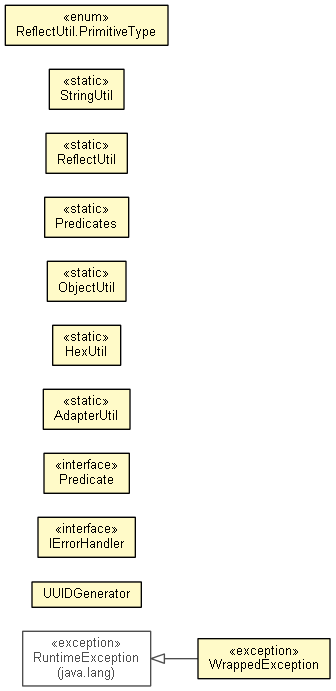 «enum»
ReflectUtil.PrimitiveType
«static»
StringUtil
«static»
ReflectUtil
«static»
Predicates
«static»
ObjectUtil
«static»
HexUtil
«static»
AdapterUtil
«interface»
Predicate
«interface»
IErrorHandler
UUIDGenerator
«exception»
RuntimeException
(java.lang)
«exception»
WrappedException